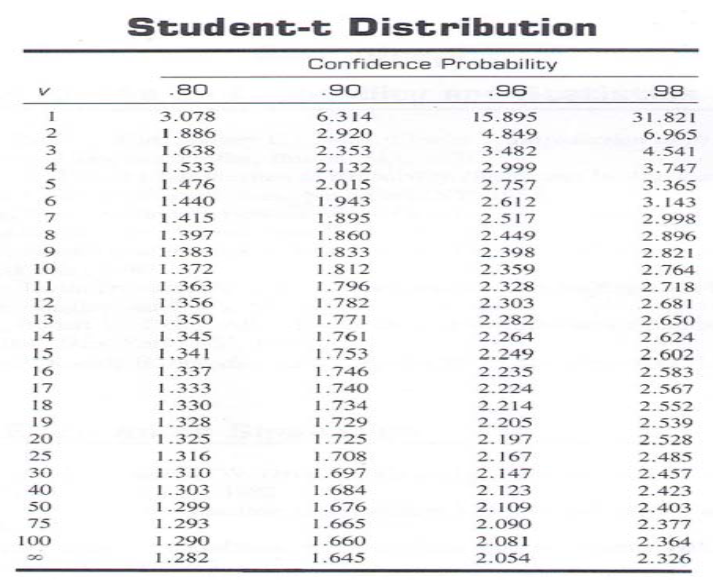 Student-t Distribution
Confidence Probability
v .80 .90 .96 .98
1 3.078 6.314 15.895 31.821
2 1.886 2.920 4.849 6.965
3 1.638 2.353 3.482 4.541
4 1.533 2.132 2.999 3.747
5 1.476 2.015 2.757 3.365
6 1.440 1.943 2.612 3.143
7 1.415 1.895 2.517 2.998
8 1.397 1.860 2.449 2.896
9 1.383 1.833 2.398 2.821
10 1.372 1.812 2.359 2.764
11 1.363 1.796 2.328 2.718
12 1.356 1.782 2.303 2.681
13 1.350 1.771 2.282 2.650
14 1.345 1.761 2.264 2.624
15 1.341 1.753 2.249 2.602
16 1.337 1.746 2.235 2.583
17 1.333 1.740 2.224 2.567
18 1.330 1.734 2.214 2.552
19 1.328 1.729 2.205 2.539
20 1.325 1.725 2.197 2.528
25 1.316 1.708 2.167 2.485
30 1.310 1.697 2.147 2.457
40 1.303 1.684 2.123 2.423
50 1.299 1.676 2.109 2.403
75 1.293 1.665 2.090 2.377
100 1.290 1.660 2.081 2.364
∞ 1.282 1.645 2.054 2.326